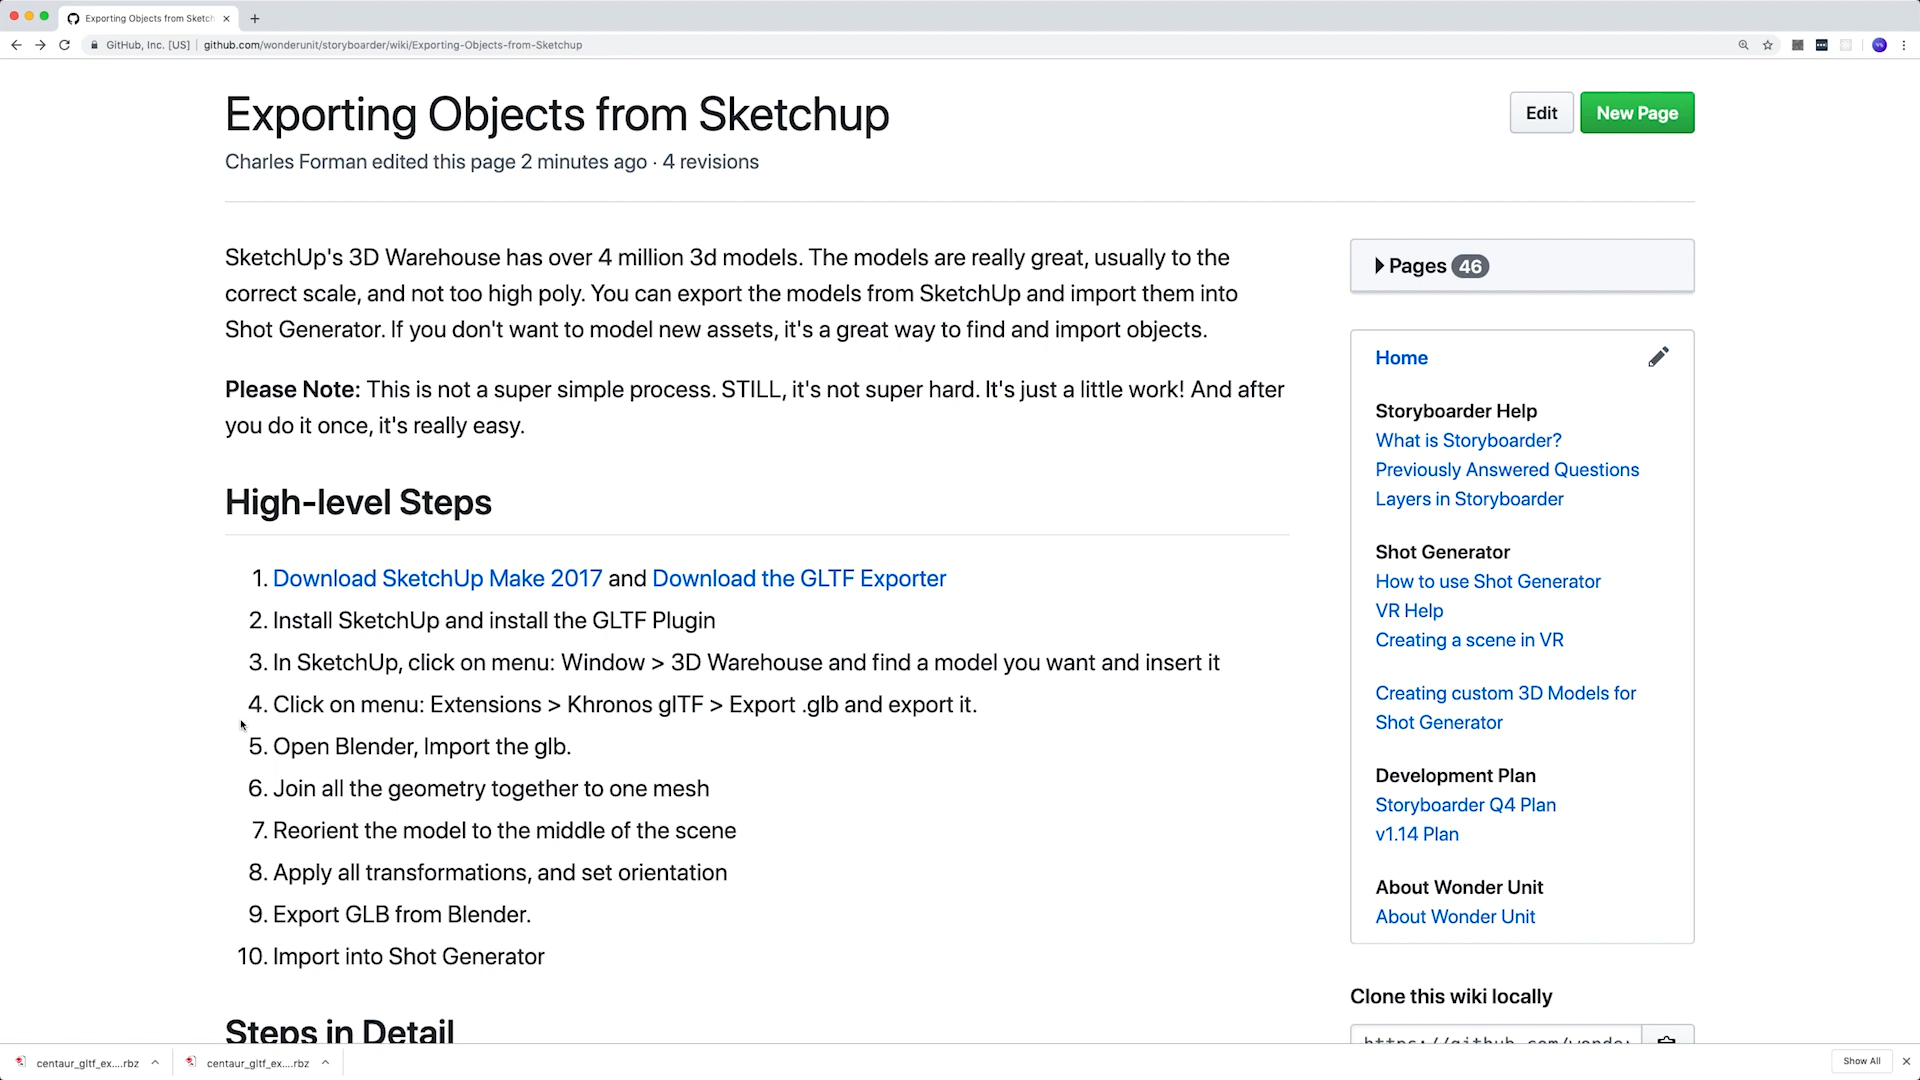 Exporting Objects from Sketch
GitHub, Inc. [US] github.com/wonderunit/storyboarder/wiki/Exporting-Objects-from-Sketchup
Exporting Objects from Sketchup
Edit
New Page
Charles Forman edited this page 2 minutes ago · 4 revisions
SketchUp's 3D Warehouse has over 4 million 3d models. The models are really great, usually to the
correct scale, and not too high poly. You can export the models from SketchUp and import them into
Shot Generator. If you don't want to model new assets, it's a great way to find and import objects.
Please Note: This is not a super simple process. STILL, it's not super hard. It's just a little work! And after
you do it once, it's really easy.
High-level Steps
1. Download SketchUp Make 2017 and Download the GLTF Exporter
2. Install SketchUp and install the GLTF Plugin
3. In SketchUp, click on menu: Window > 3D Warehouse and find a model you want and insert it
4. Click on menu: Extensions > Khronos glTF > Export .glb and export it.
5. Open Blender, Import the glb.
6. Join all the geometry together to one mesh
7. Reorient the model to the middle of the scene
8. Apply all transformations, and set orientation
9. Export GLB from Blender.
10. Import into Shot Generator
Steps in Detail
Pages 46
Home
Storyboarder Help
What is Storyboarder?
Previously Answered Questions
Layers in Storyboarder
Shot Generator
How to use Shot Generator
VR Help
Creating a scene in VR
Creating custom 3D Models for
Shot Generator
Development Plan
Storyboarder Q4 Plan
v1.14 Plan
About Wonder Unit
About Wonder Unit
Clone this wiki locally
https://github.com/wonde
centaur_gltf_ex....rbz
centaur_gltf_ex....rbz
Show All